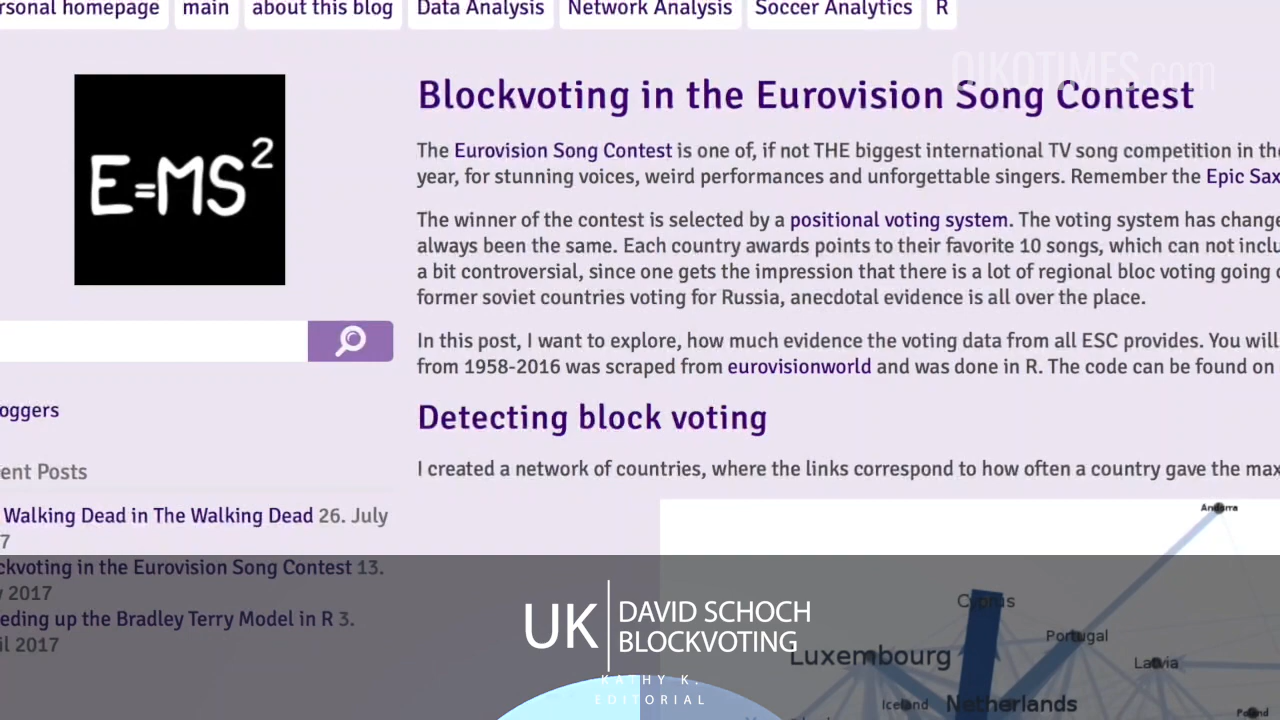 rsonal homepage main about this blog Data Analysis Network Analysis Soccer Analytics R
OIKOTIMES.com
E=MS²
Blockvoting in the Eurovision Song Contest
The Eurovision Song Contest is one of, if not THE biggest international TV song competition in the
year, for stunning voices, weird performances and unforgettable singers. Remember the Epic Sax
The winner of the contest is selected by a positional voting system. The voting system has change
always been the same. Each country awards points to their favorite 10 songs, which can not inclu
a bit controversial, since one gets the impression that there is a lot of regional bloc voting going
former soviet countries voting for Russia, anecdotal evidence is all over the place.
In this post, I want to explore, how much evidence the voting data from all ESC provides. You will
from 1958-2016 was scraped from eurovisionworld and was done in R. The code can be found on
Detecting block voting
I created a network of countries, where the links correspond to how often a country gave the max
oggers
ent Posts
Walking Dead in The Walking Dead 26. July
7
ckvoting in the Eurovision Song Contest 13.
2017
eding up the Bradley Terry Model in R 3.
il 2017
Andorra
Cyprus
Portugal
Luxembourg
Latvia
Iceland
Netherlands
Poland
UK
DAVID SCHOCH
BLOCKVOTING
KATHY K.
EDITORIAL